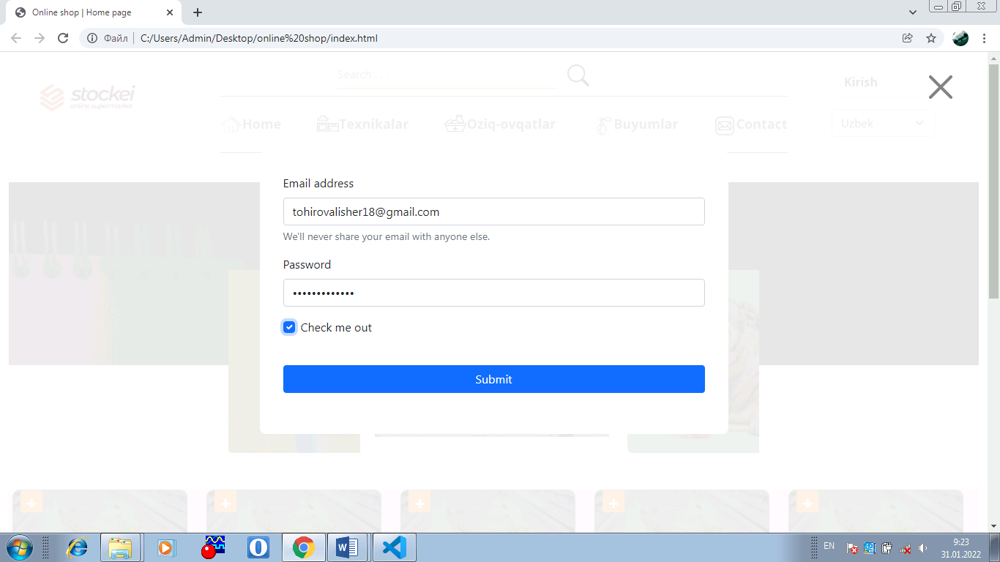 Online shop | Home page
Файл
C:/Users/Admin/Desktop/online%20shop/index.html
Search . . .
stockei
online supermarket
Kirish
Home
Texnikalar
Oziq-ovqatlar
Buyumlar
Contact
Uzbek
Email address
tohirovalisher18@gmail.com
We'll never share your email with anyone else.
Password
•••••••••••••
Check me out
Submit
EN
9:23
31.01.2022